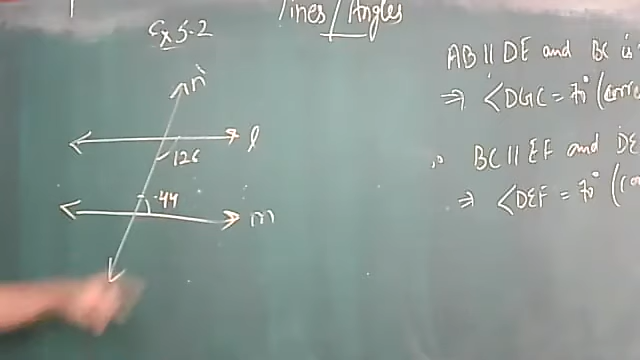 Lines/Angles
Ex 5.2
n
l
126
44
m
AB || DE and BC is
⇒ ∠DGC = 70° (corre
∴ BC || EF and DE
⇒ ∠DEF = 70° (co